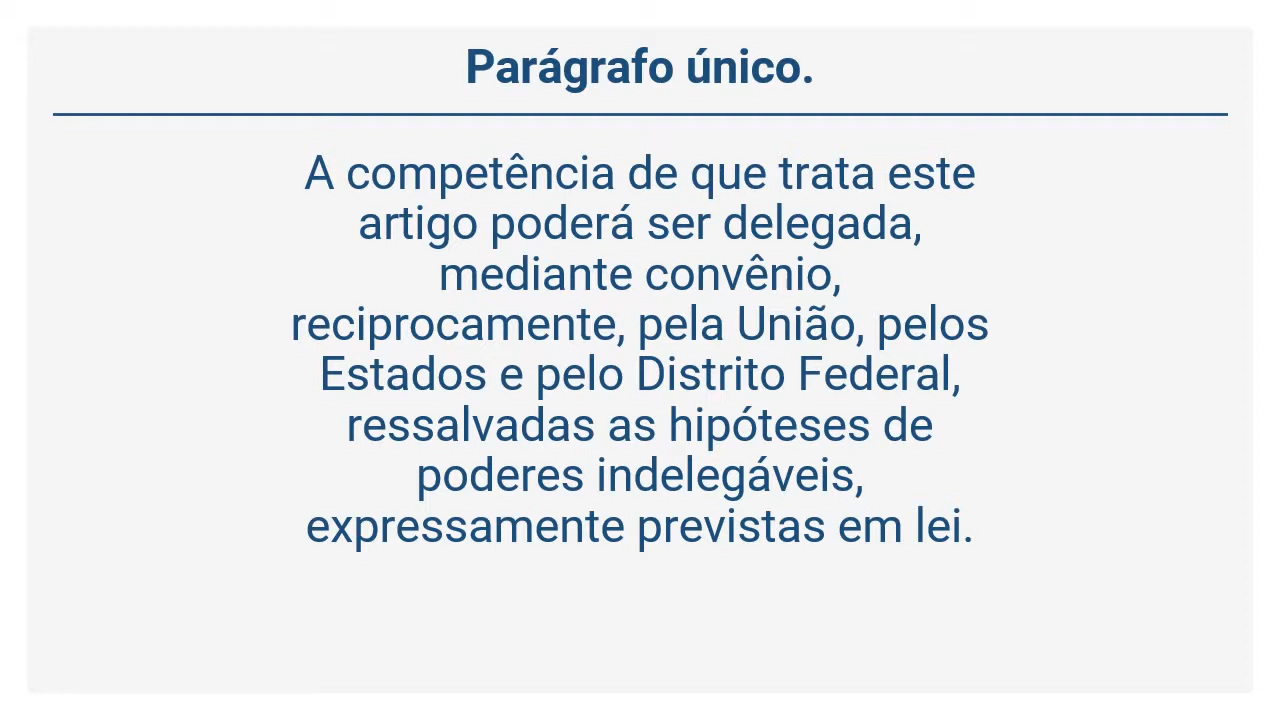 Parágrafo único.
A competência de que trata este
artigo poderá ser delegada,
mediante convênio,
reciprocamente, pela União, pelos
Estados e pelo Distrito Federal,
ressalvadas as hipóteses de
poderes indelegáveis,
expressamente previstas em lei.